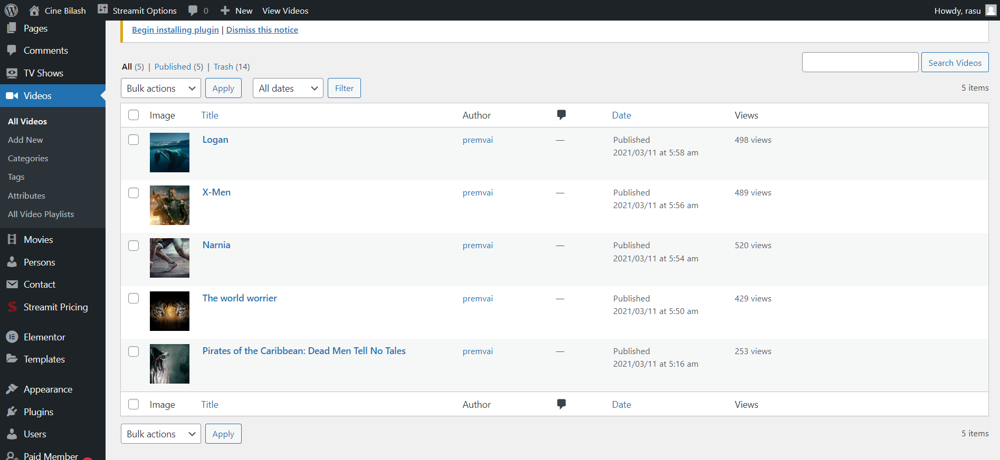 Cine Bilash Streamit Options 0 New View Videos Howdy, rasu
Pages
Comments
TV Shows
Videos
All Videos
Add New
Categories
Tags
Attributes
All Video Playlists
Movies
Persons
Contact
Streamit Pricing
Elementor
Templates
Appearance
Plugins
Users
Paid Member
Begin installing plugin | Dismiss this notice
All (5) | Published (5) | Trash (14)
Search Videos
Bulk actions Apply All dates Filter 5 items
Image Title Author Date Views
Logan premvai — Published 498 views
2021/03/11 at 5:58 am
X-Men premvai — Published 489 views
2021/03/11 at 5:56 am
Narnia premvai — Published 520 views
2021/03/11 at 5:54 am
The world worrier premvai — Published 429 views
2021/03/11 at 5:50 am
Pirates of the Caribbean: Dead Men Tell No Tales premvai — Published 253 views
2021/03/11 at 5:16 am
Image Title Author Date Views
Bulk actions Apply 5 items